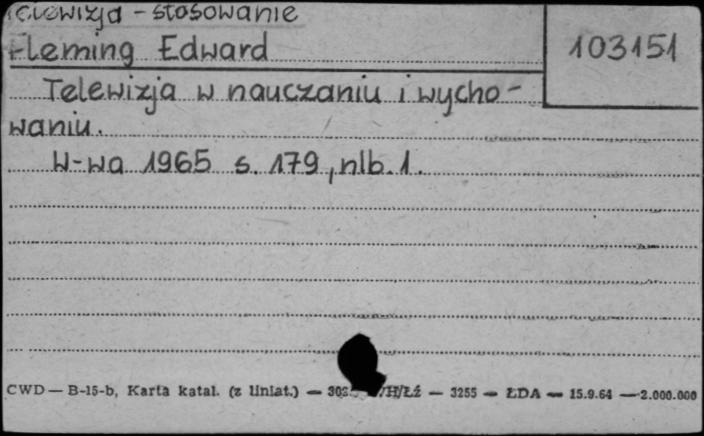 Telewizja - stosowanie
Fleming Edward
103151
Telewizja w nauczaniu i wycho-
waniu.
W-wa 1965 s. 179, nlb. 1.
CWD — B-15-b, Karta katal. (z liniat.) — /H/Łź — 3255 — ŁDA — 15.9.64 — 2.000.000